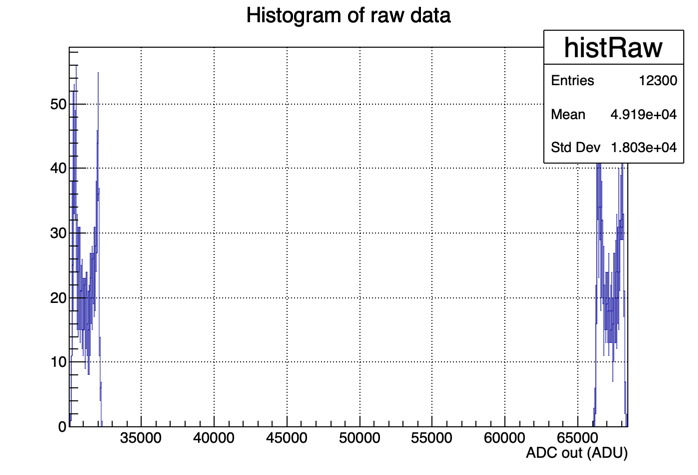 Histogram of raw data
histRaw
Entries 12300
Mean 4.919e+04
Std Dev 1.803e+04
50
40
30
20
10
0
35000 40000 45000 50000 55000 60000 65000
ADC out (ADU)